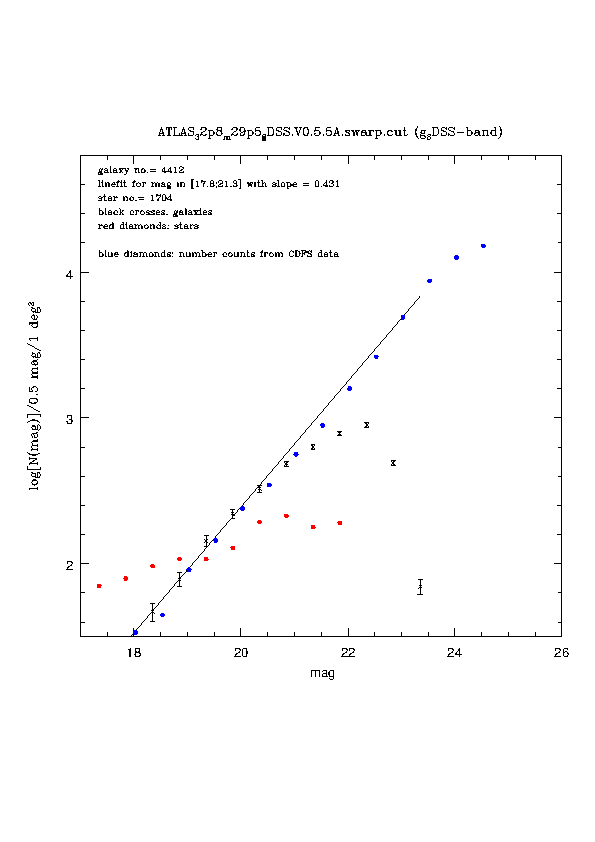 ATLAS32p8m29p5gDSS.V0.5.5A.swarp.cut (gSDSS−band)
galaxy no.= 4412
linefit for mag in [17.8;21.3] with slope = 0.431
star no.= 1704
black crosses: galaxies
red diamonds: stars
blue diamonds: number counts from CDFS data
log[N(mag)]/0.5 mag/1 deg²
4
3
2
18 20 22 24 26
mag